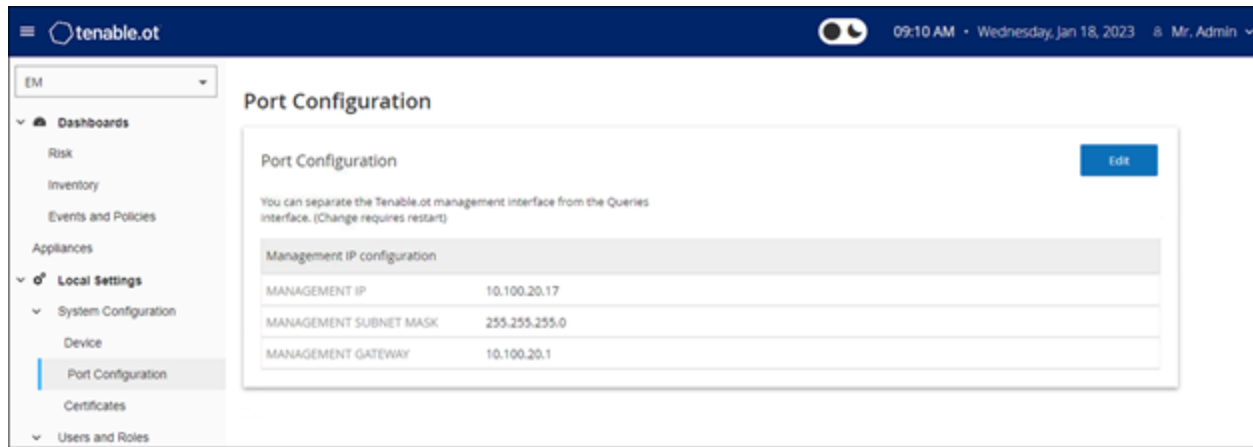 tenable.ot
09:10 AM • Wednesday, Jan 18, 2023 Mr. Admin
EM
Dashboards
Risk
Inventory
Events and Policies
Appliances
Local Settings
System Configuration
Device
Port Configuration
Certificates
Users and Roles
Port Configuration
Port Configuration
Edit
You can separate the Tenable.ot management interface from the Queries
interface. (Change requires restart)
Management IP configuration
MANAGEMENT IP 10.100.20.17
MANAGEMENT SUBNET MASK 255.255.255.0
MANAGEMENT GATEWAY 10.100.20.1